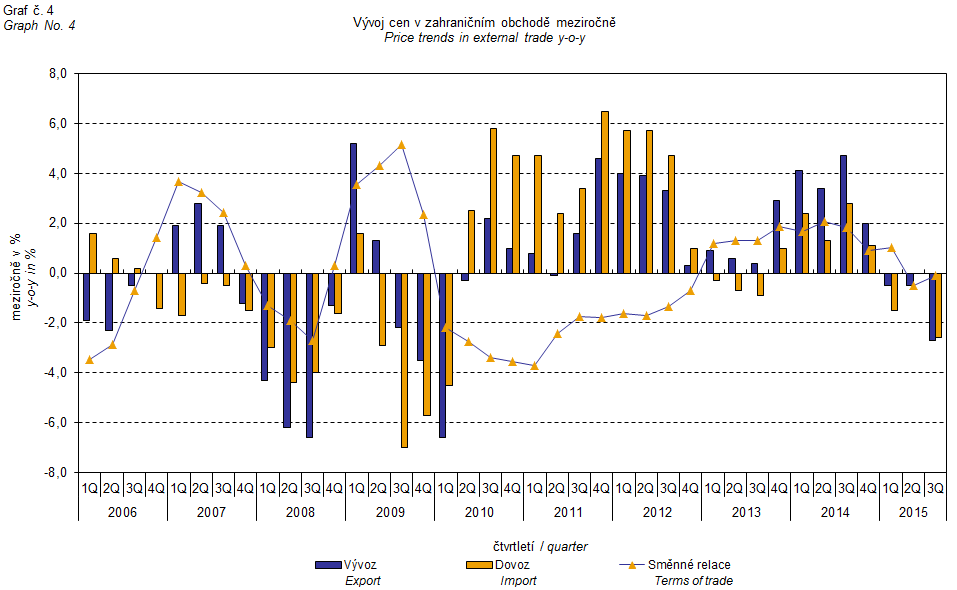 Graf č. 4
Graph No. 4
Vývoj cen v zahraničním obchodě meziročně
Price trends in external trade y-o-y
meziročně v %
y-o-y in %
8,0
6,0
4,0
2,0
0,0
-2,0
-4,0
-6,0
-8,0
1Q 2Q 3Q 4Q 1Q 2Q 3Q 4Q 1Q 2Q 3Q 4Q 1Q 2Q 3Q 4Q 1Q 2Q 3Q 4Q 1Q 2Q 3Q 4Q 1Q 2Q 3Q 4Q 1Q 2Q 3Q 4Q 1Q 2Q 3Q 4Q 1Q 2Q 3Q
2006 2007 2008 2009 2010 2011 2012 2013 2014 2015
čtvrtletí / quarter
Vývoz Dovoz Směnné relace
Export Import Terms of trade